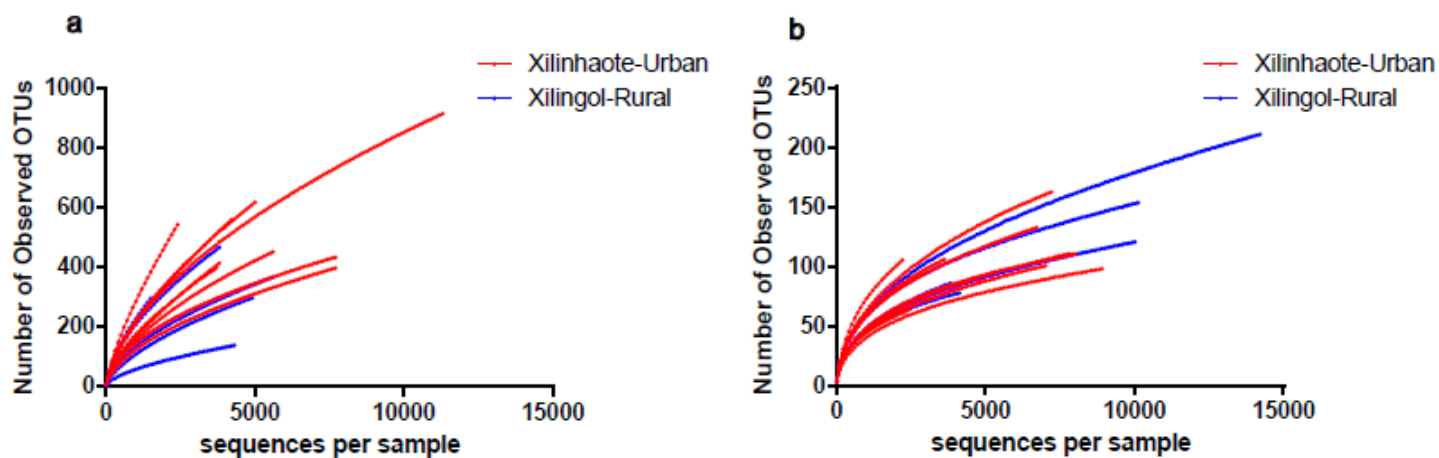 a
Xilinhaote-Urban
Xilingol-Rural
Number of Observed OTUs
1000
800
600
400
200
0
0 5000 10000 15000
sequences per sample
b
Xilinhaote-Urban
Xilingol-Rural
Number of Observed OTUs
250
200
150
100
50
0
0 5000 10000 15000
sequences per sample